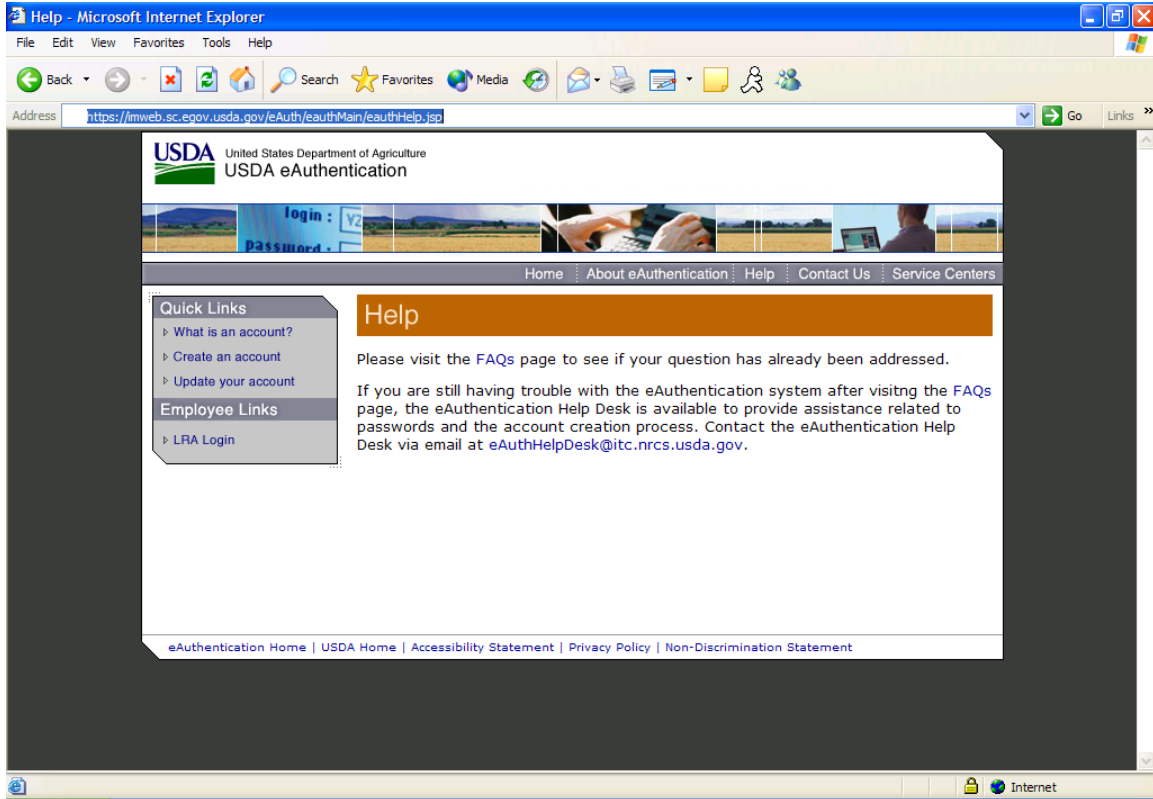 Help - Microsoft Internet Explorer
File Edit View Favorites Tools Help
Back Search Favorites Media
Address https://imweb.sc.egov.usda.gov/eAuth/eauthMain/eauthHelp.jsp Go Links »
USDA United States Department of Agriculture
USDA eAuthentication
login : V2
password :
Home About eAuthentication Help Contact Us Service Centers
Quick Links
What is an account?
Create an account
Update your account
Employee Links
LRA Login
Help
Please visit the FAQs page to see if your question has already been addressed.
If you are still having trouble with the eAuthentication system after visitng the FAQs
page, the eAuthentication Help Desk is available to provide assistance related to
passwords and the account creation process. Contact the eAuthentication Help
Desk via email at eAuthHelpDesk@itc.nrcs.usda.gov.
eAuthentication Home | USDA Home | Accessibility Statement | Privacy Policy | Non-Discrimination Statement
Internet